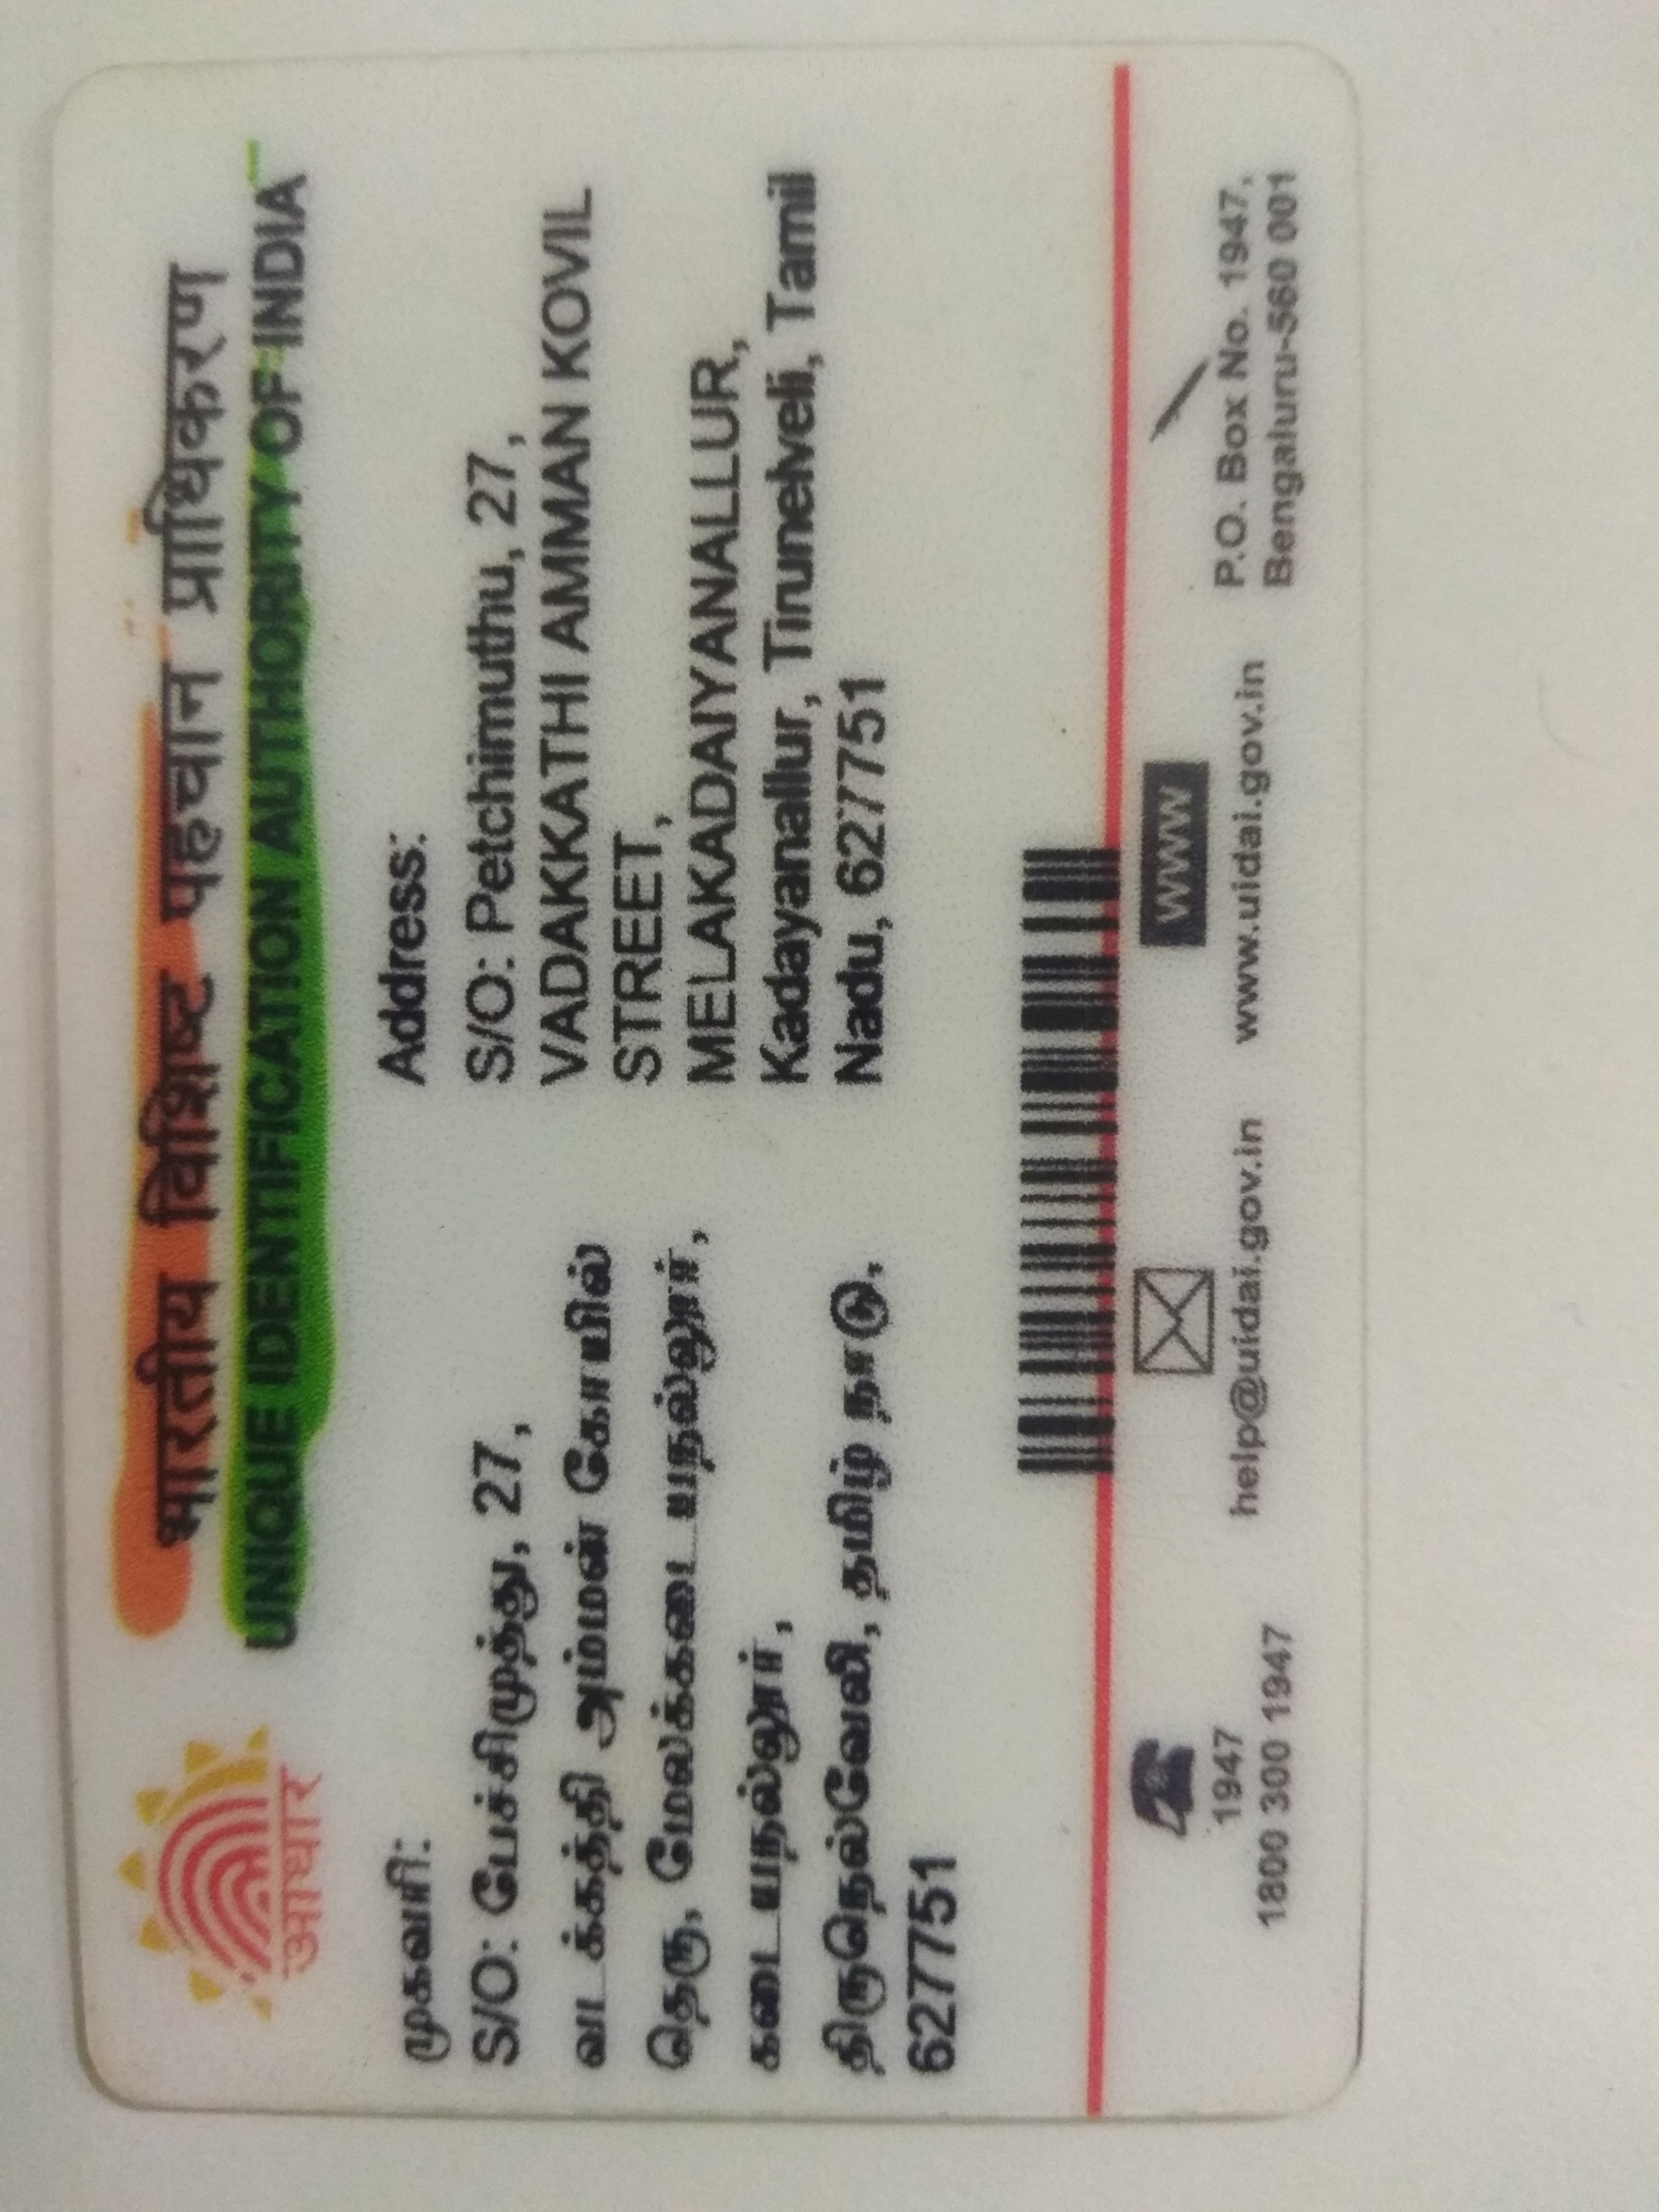 आधार
भारतीय विशिष्ट पहचान प्राधिकरण
UNIQUE IDENTIFICATION AUTHORITY OF INDIA
முகவரி:
S/O: பேச்சிமுத்து, 27,
வடக்கத்தி அம்மன் கோயில்
தெரு, மேலக்கடையநல்லூர்,
கடையநல்லூர்,
திருநெல்வேலி, தமிழ் நாடு,
627751
Address:
S/O: Petchimuthu, 27,
VADAKKATHI AMMAN KOVIL
STREET,
MELAKADAIYANALLUR,
Kadayanallur, Tirunelveli, Tamil
Nadu, 627751
1947
1800 300 1947
help@uidai.gov.in
WWW
www.uidai.gov.in
P.O. Box No. 1947,
Bengaluru-560 001